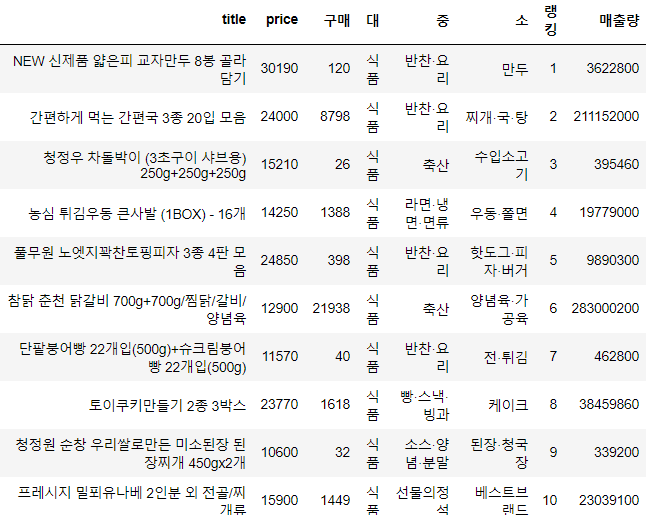 title price 구매 대 중 소 랭킹 매출량
NEW 신제품 얇은피 교자만두 8봉 골라
담기 30190 120 식품 반찬·요리 만두 1 3622800
간편하게 먹는 간편국 3종 20입 모음 24000 8798 식품 반찬·요리 찌개·국·탕 2 211152000
청정우 차돌박이 (3초구이 샤브용)
250g+250g+250g 15210 26 식품 축산 수입소고기 3 395460
농심 튀김우동 큰사발 (1BOX) - 16개 14250 1388 식품 라면·냉면·면류 우동·쫄면 4 19779000
풀무원 노엣지꽉찬토핑피자 3종 4판 모
음 24850 398 식품 반찬·요리 핫도그·피자·버거 5 9890300
참닭 춘천 닭갈비 700g+700g/찜닭/갈비/
양념육 12900 21938 식품 축산 양념육·가공육 6 283000200
단팥붕어빵 22개입(500g)+슈크림붕어
빵 22개입(500g) 11570 40 식품 반찬·요리 전·튀김 7 462800
토이쿠키만들기 2종 3박스 23770 1618 식품 빵·스낵·빙과 케이크 8 38459860
청정원 순창 우리쌀로만든 미소된장 된
장찌개 450gx2개 10600 32 식품 소스·양념·분말 된장·청국장 9 339200
프레시지 밀푀유나베 2인분 외 전골/찌
개류 15900 1449 식품 선물의정석 베스트브랜드 10 23039100